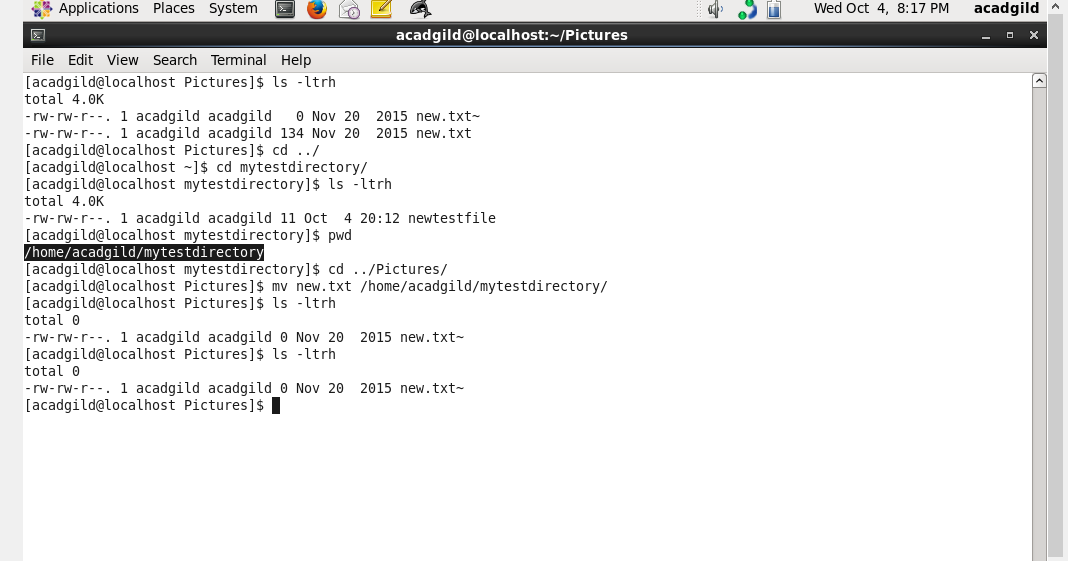 Applications Places System Wed Oct  4,  8:17 PM acadgild
acadgild@localhost:~/Pictures
File Edit View Search Terminal Help
[acadgild@localhost Pictures]$ ls -ltrh
total 4.0K
-rw-rw-r--. 1 acadgild acadgild   0 Nov 20  2015 new.txt~
-rw-rw-r--. 1 acadgild acadgild 134 Nov 20  2015 new.txt
[acadgild@localhost Pictures]$ cd ../
[acadgild@localhost ~]$ cd mytestdirectory/
[acadgild@localhost mytestdirectory]$ ls -ltrh
total 4.0K
-rw-rw-r--. 1 acadgild acadgild 11 Oct  4 20:12 newtestfile
[acadgild@localhost mytestdirectory]$ pwd
/home/acadgild/mytestdirectory
[acadgild@localhost mytestdirectory]$ cd ../Pictures/
[acadgild@localhost Pictures]$ mv new.txt /home/acadgild/mytestdirectory/
[acadgild@localhost Pictures]$ ls -ltrh
total 0
-rw-rw-r--. 1 acadgild acadgild 0 Nov 20  2015 new.txt~
[acadgild@localhost Pictures]$ ls -ltrh
total 0
-rw-rw-r--. 1 acadgild acadgild 0 Nov 20  2015 new.txt~
[acadgild@localhost Pictures]$